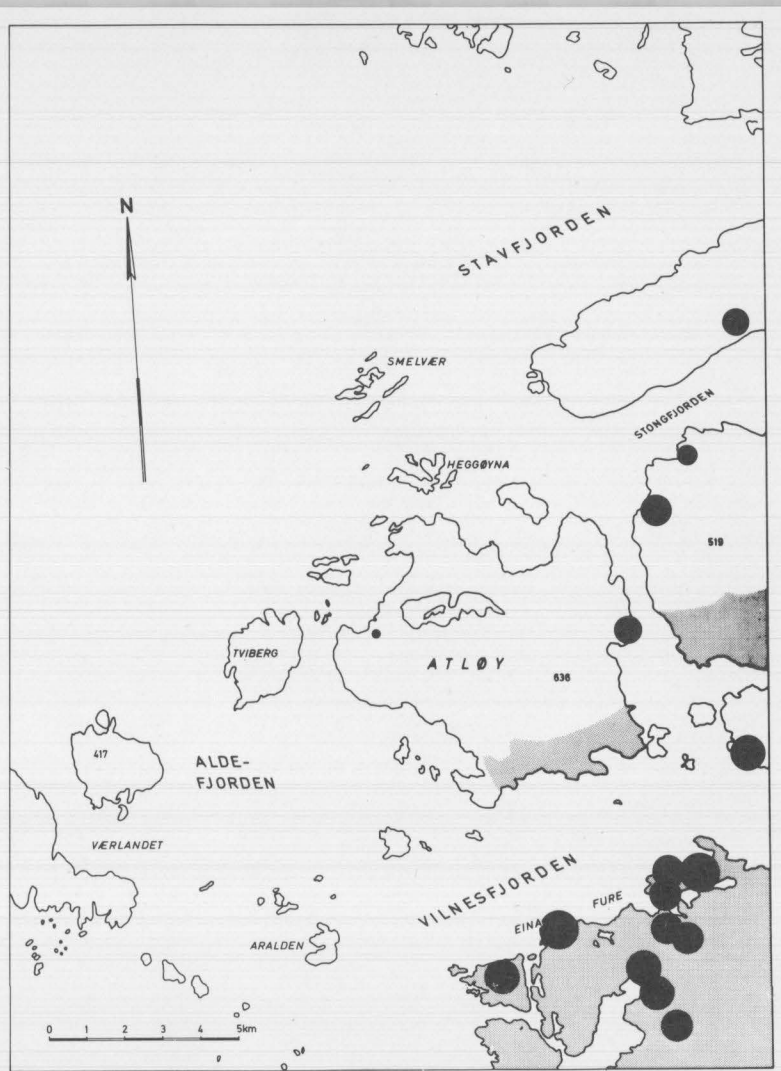 N
STAVFJORDEN
SMELVÆR
STONGFJORDEN
HEGGØYNA
519
TVIBERG
ATLØY
636
417
ALDE-
FJORDEN
VÆRLANDET
VILNESFJORDEN
FURE
EINA
ARALDEN
0 1 2 3 4 5km